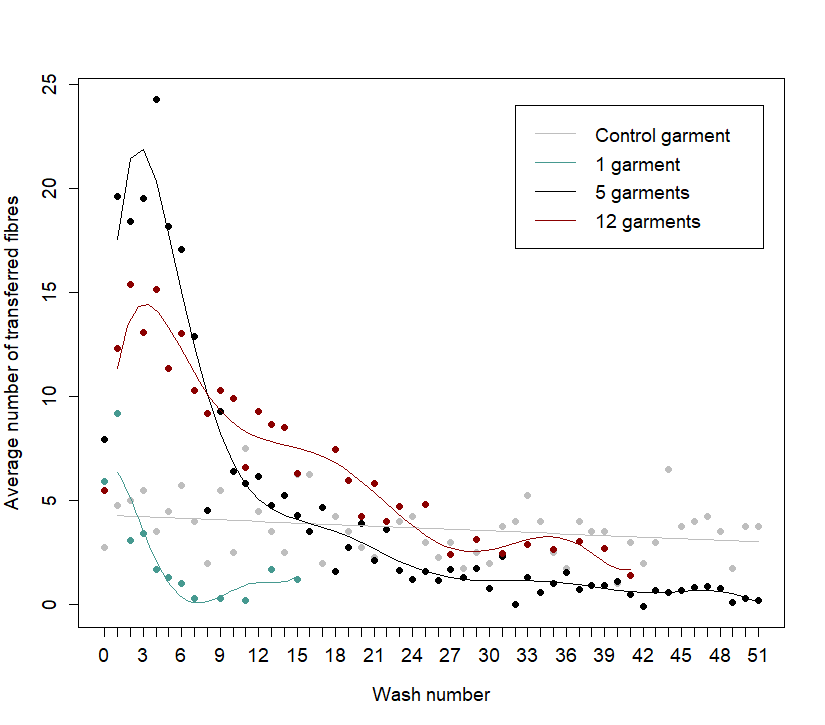 25
20
15
10
5
0
Average number of transferred fibres
Control garment
1 garment
5 garments
12 garments
0 3 6 9 12 15 18 21 24 27 30 33 36 39 42 45 48 51
Wash number